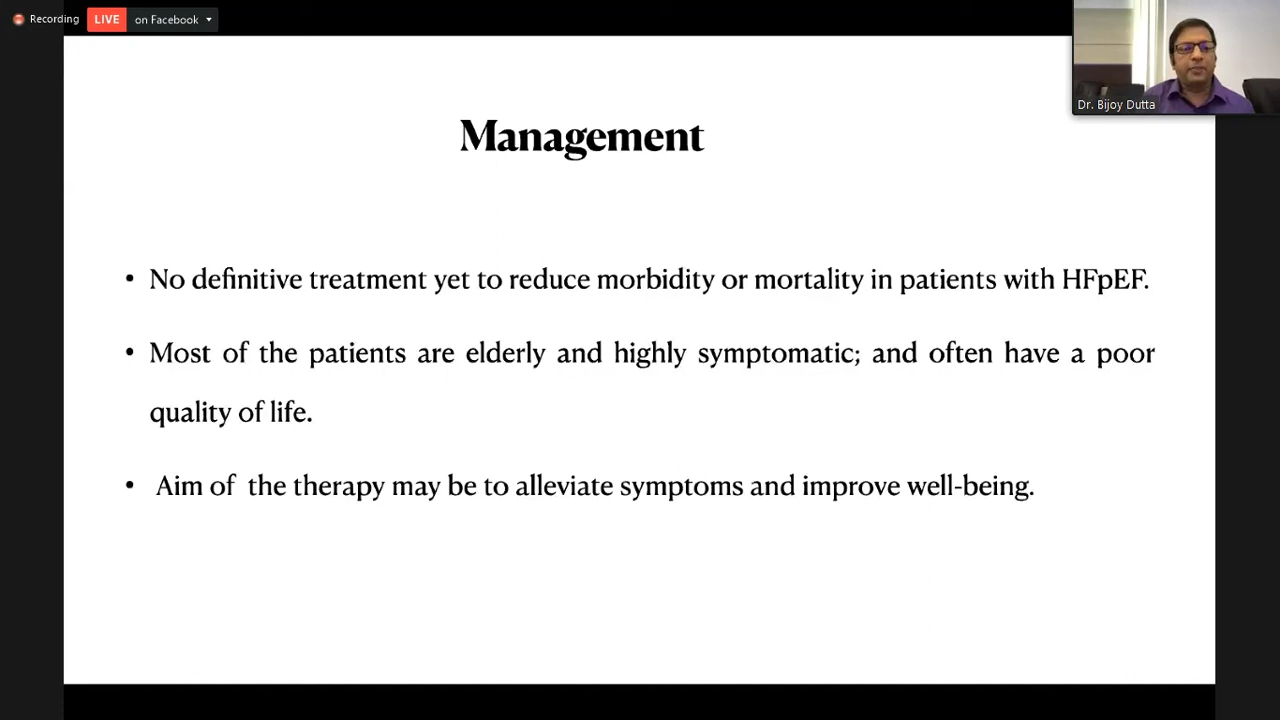 Recording
LIVE on Facebook
Dr. Bijoy Dutta
Management
• No definitive treatment yet to reduce morbidity or mortality in patients with HFpEF.
• Most of the patients are elderly and highly symptomatic; and often have a poor
quality of life.
• Aim of the therapy may be to alleviate symptoms and improve well-being.